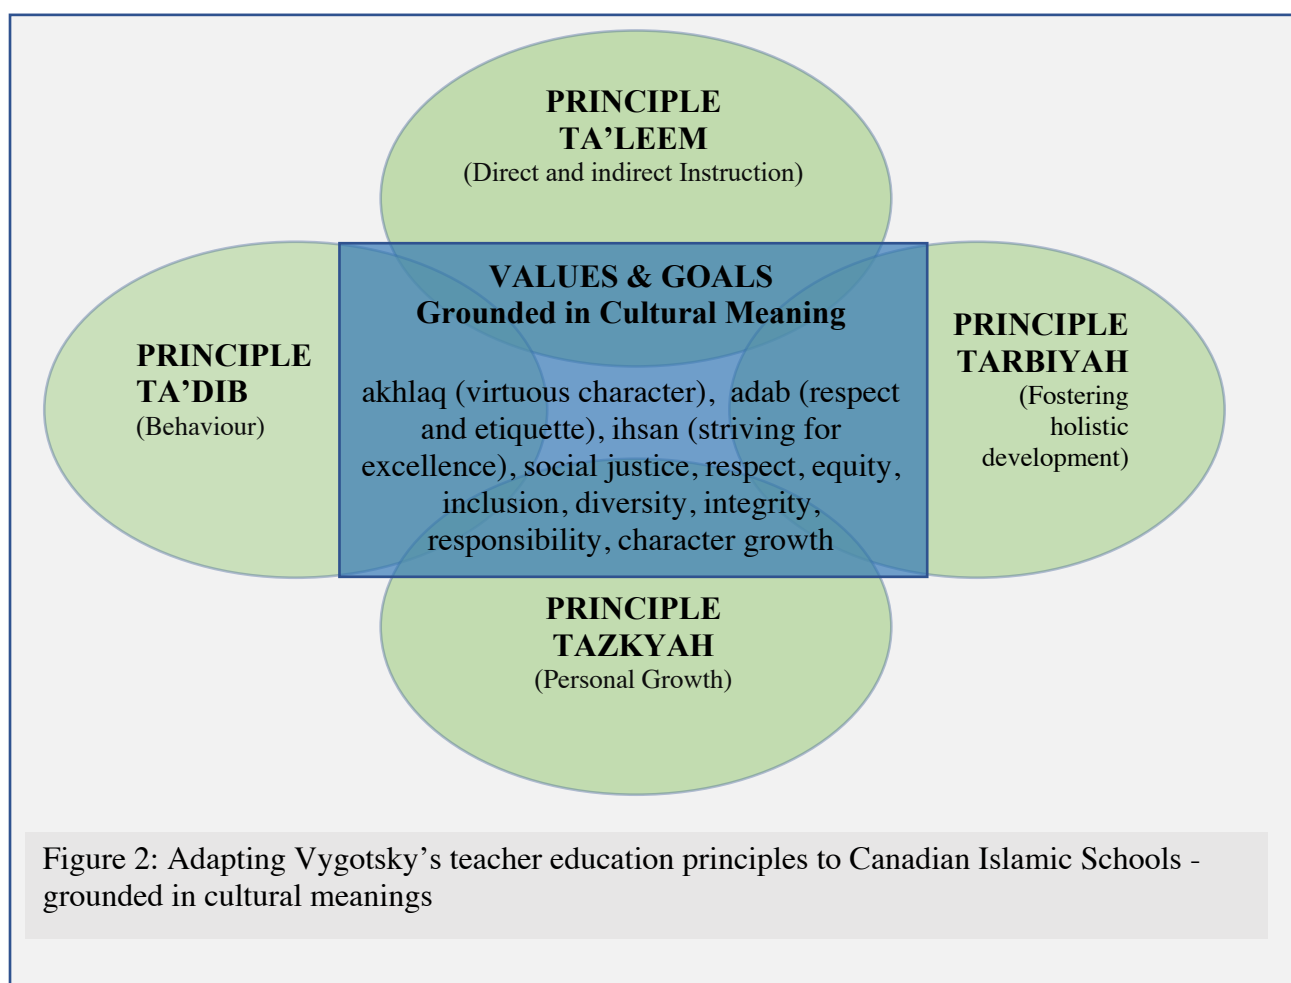 PRINCIPLE
TA’LEEM
(Direct and indirect Instruction)
VALUES & GOALS
Grounded in Cultural Meaning
akhlaq (virtuous character),  adab (respect
and etiquette), ihsan (striving for
excellence), social justice, respect, equity,
inclusion, diversity, integrity,
responsibility, character growth
PRINCIPLE
TA’DIB
(Behaviour)
PRINCIPLE
TARBIYAH
(Fostering
holistic
development)
PRINCIPLE
TAZKYAH
(Personal Growth)
Figure 2: Adapting Vygotsky’s teacher education principles to Canadian Islamic Schools -
grounded in cultural meanings